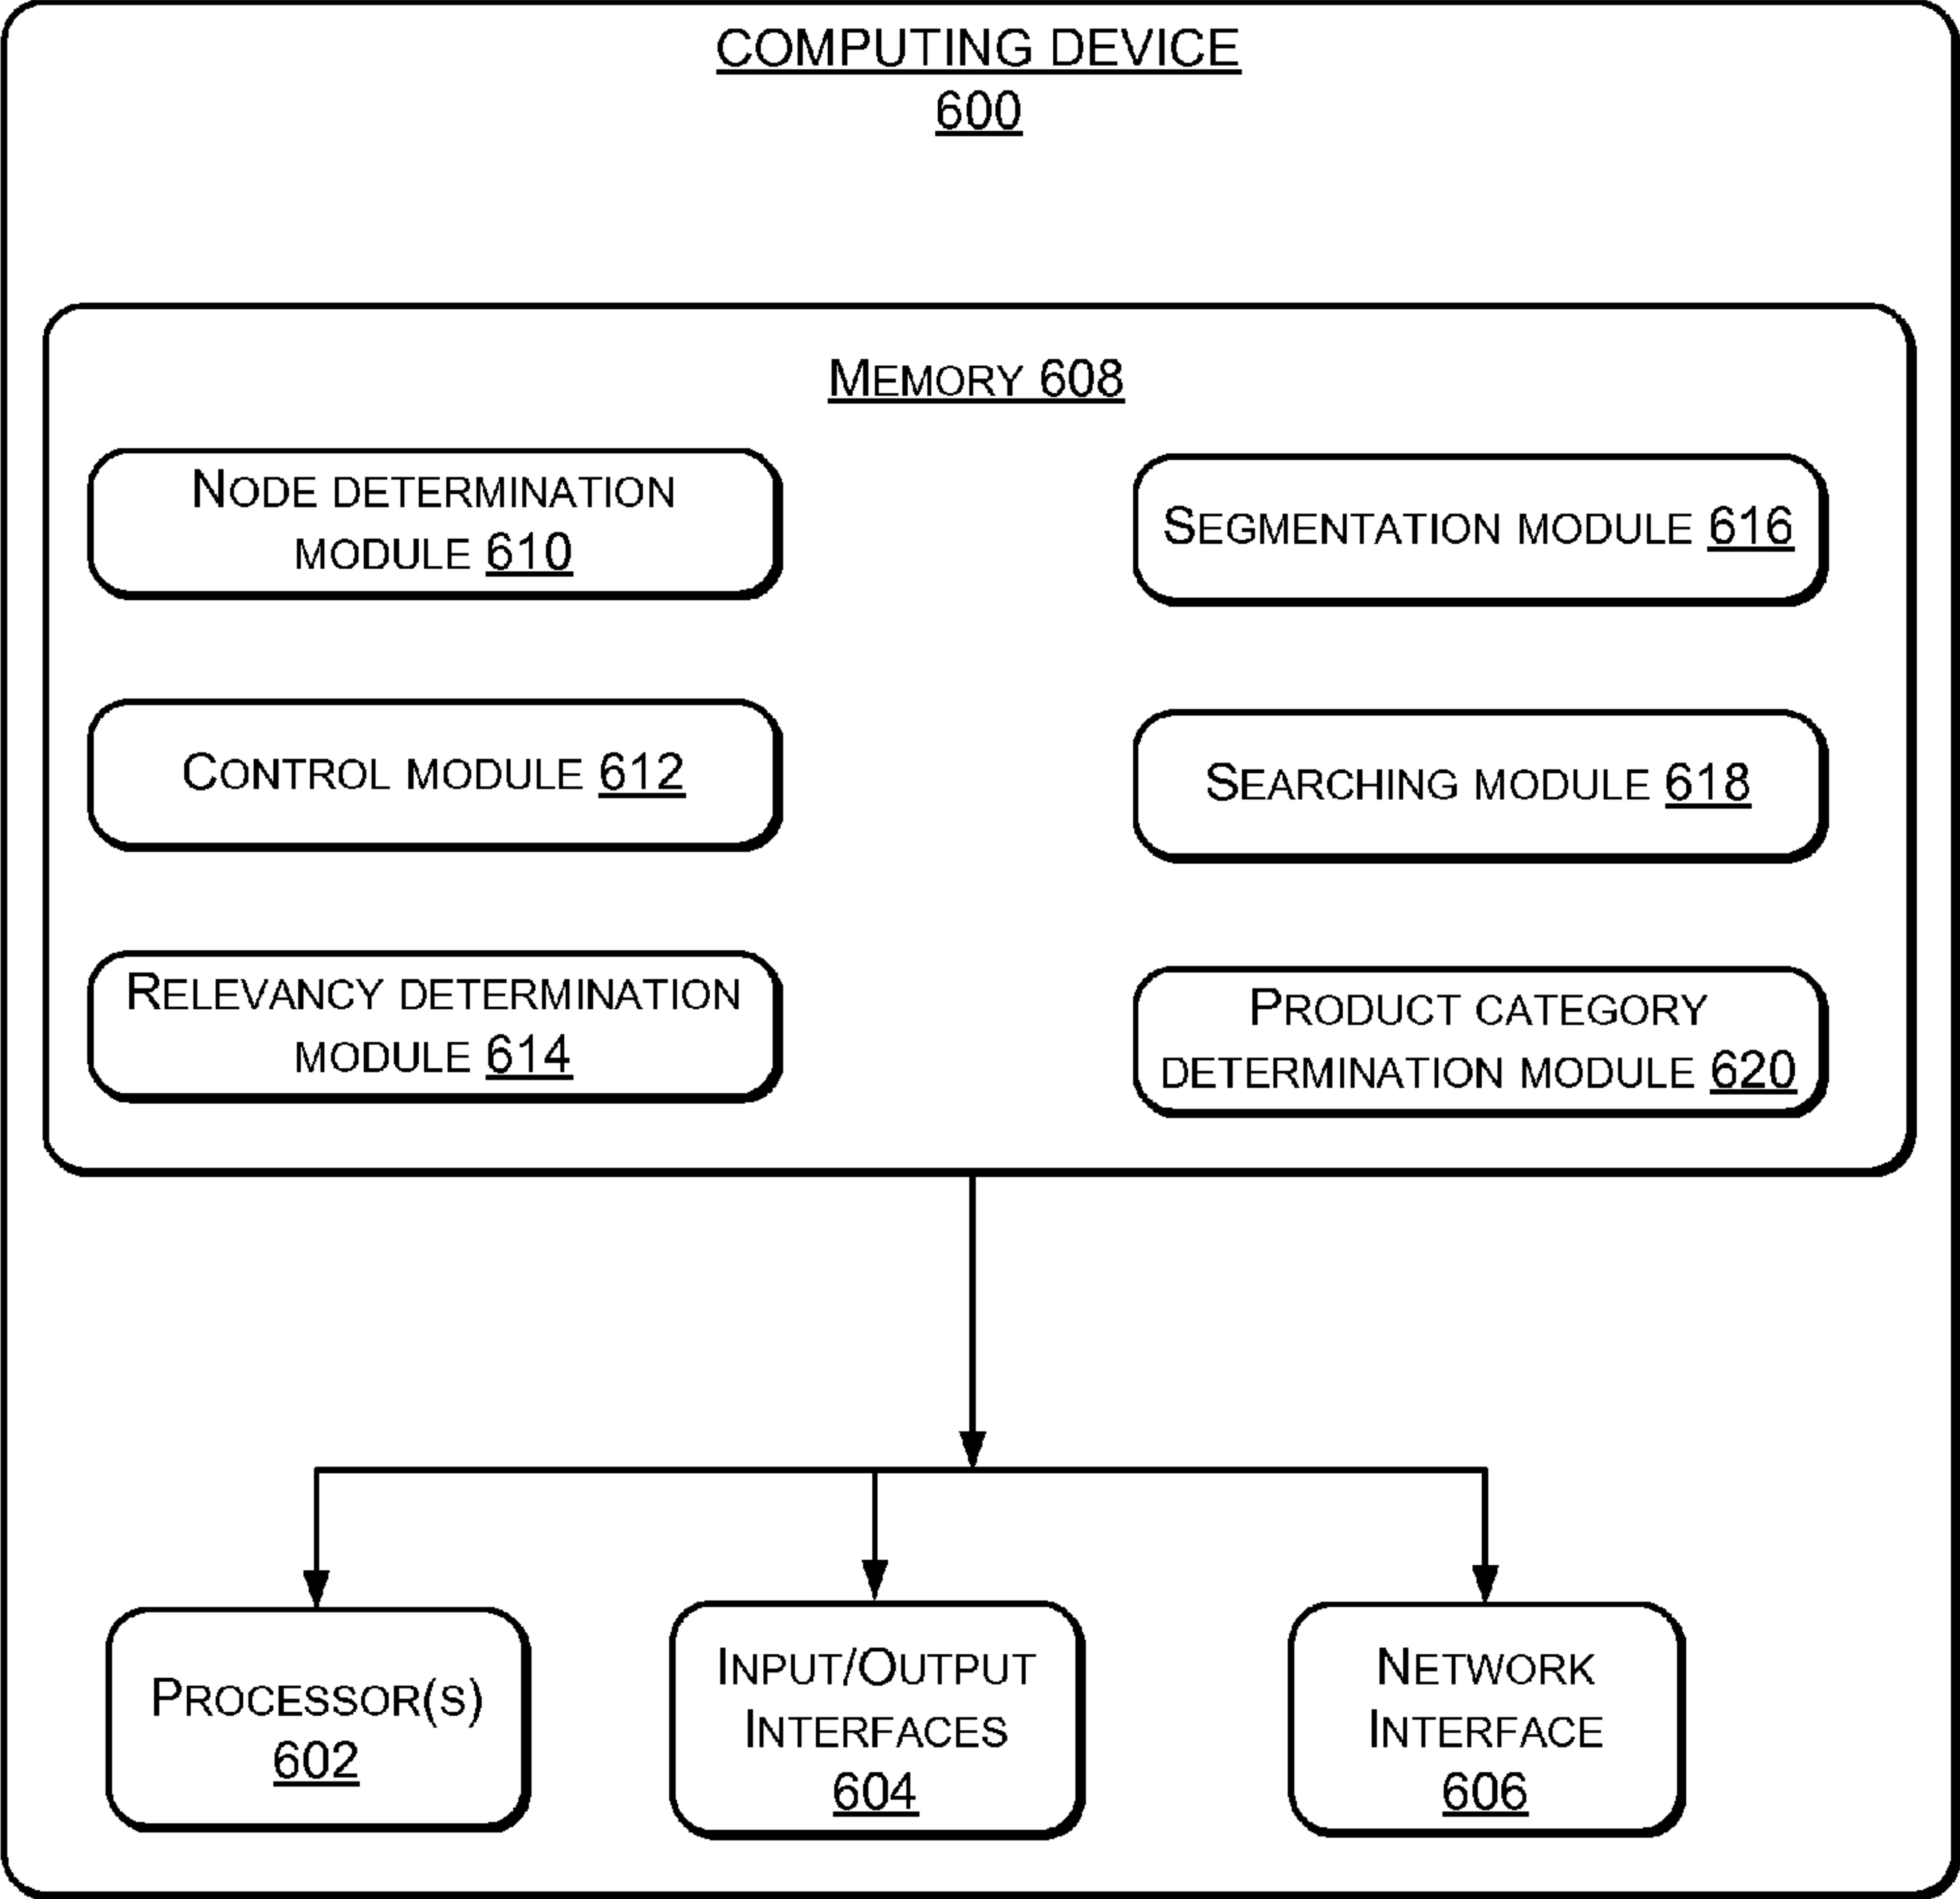 COMPUTING DEVICE
600
MEMORY 608
NODE DETERMINATION
MODULE 610
CONTROL MODULE 612
RELEVANCY DETERMINATION
MODULE 614
SEGMENTATION MODULE 616
SEARCHING MODULE 618
PRODUCT CATEGORY
DETERMINATION MODULE 620
PROCESSOR(S)
602
INPUT/OUTPUT
INTERFACES
604
NETWORK
INTERFACE
606